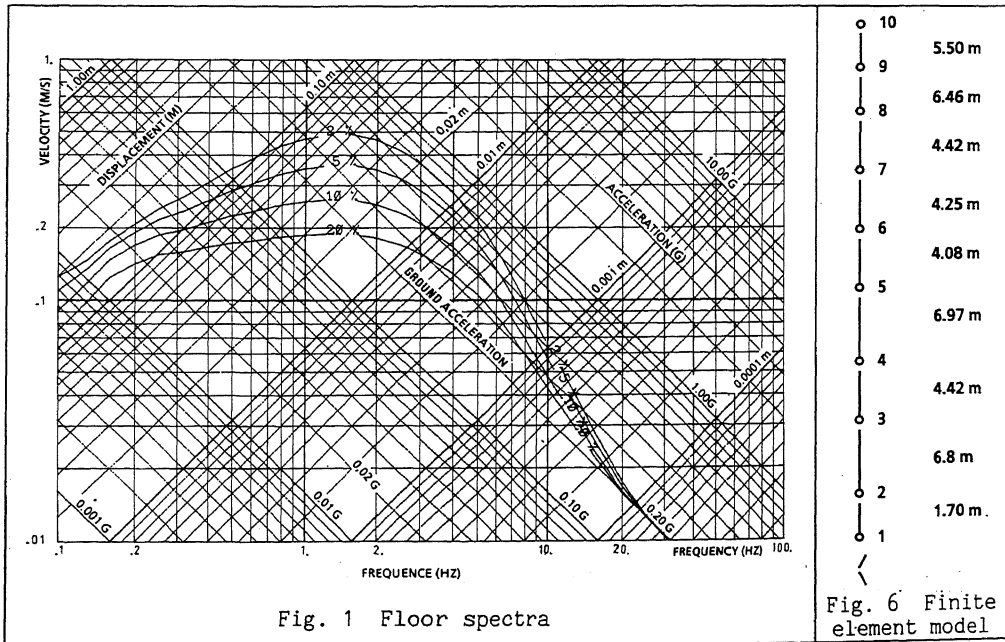 VELOCITY (M/S)
1.
.2
.1
.01
1.00m
DISPLACEMENT (M)
0.10 m
0.02 m
0.01 m
0.001 m
0.0001 m
2 %
5 %
10 %
20 %
10.00 G
ACCELERATION (G)
GROUND ACCELERATION
1.00G
2 %
5
10 %
20 %
0.001 G
0.02 G
0.01 G
0.10 G
0.20 G
.1
.2
1.
2.
10.
20.
FREQUENCY (HZ)
100.
FREQUENCE (HZ)
Fig. 1 Floor spectra
10
5.50 m
9
6.46 m
8
4.42 m
7
4.25 m
6
4.08 m
5
6.97 m
4
4.42 m
3
6.8 m
2
1.70 m
1
Fig. 6 Finite
element model